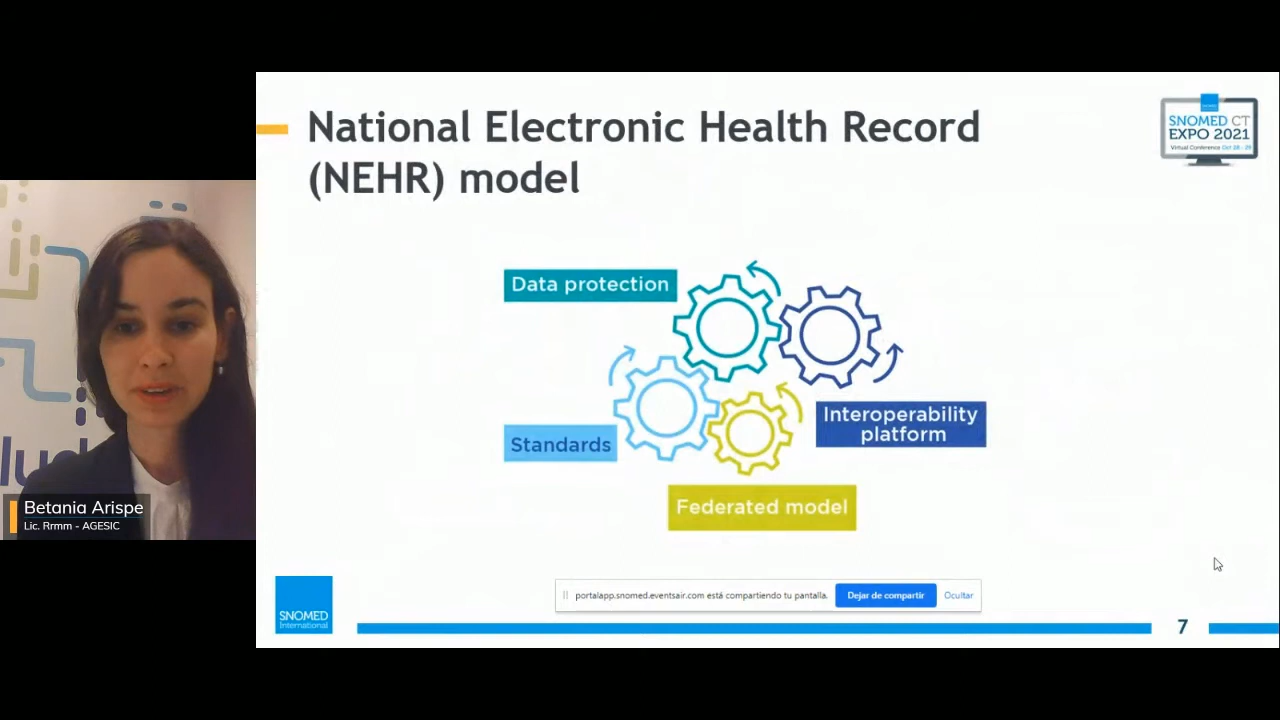 National Electronic Health Record
(NEHR) model
SNOMED CT
EXPO 2021
Virtual Conference Oct 28 - 29
Data protection
Interoperability
platform
Standards
Federated model
lud
Betania Arispe
Lic. Rrmm - AGESIC
portalapp.snomed.eventsair.com está compartiendo tu pantalla.
Dejar de compartir
Ocultar
SNOMED
International
7